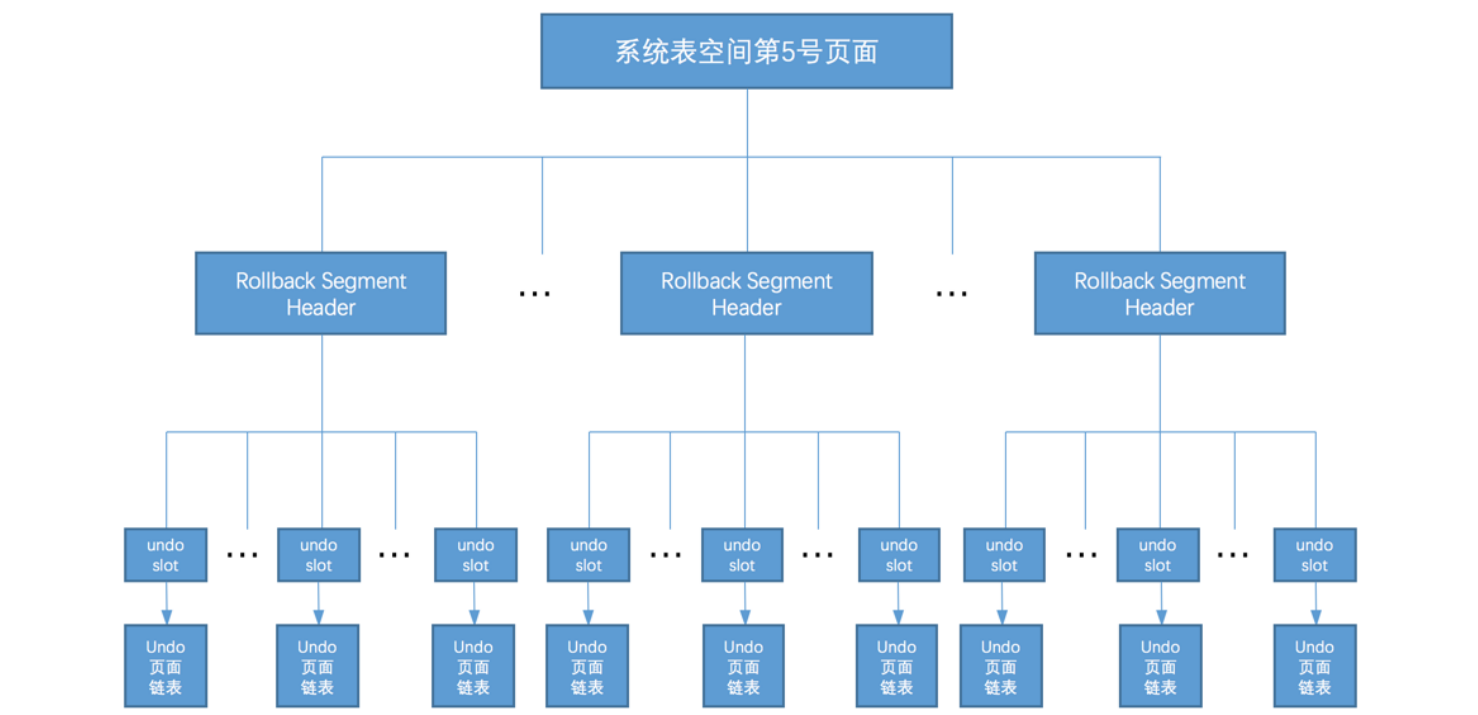 系统表空间第5号页面
Rollback Segment
Header
...
Rollback Segment
Header
...
Rollback Segment
Header
undo
slot
...
undo
slot
...
undo
slot
undo
slot
...
undo
slot
...
undo
slot
undo
slot
...
undo
slot
...
undo
slot
Undo
页面
链表
Undo
页面
链表
Undo
页面
链表
Undo
页面
链表
Undo
页面
链表
Undo
页面
链表
Undo
页面
链表
Undo
页面
链表
Undo
页面
链表